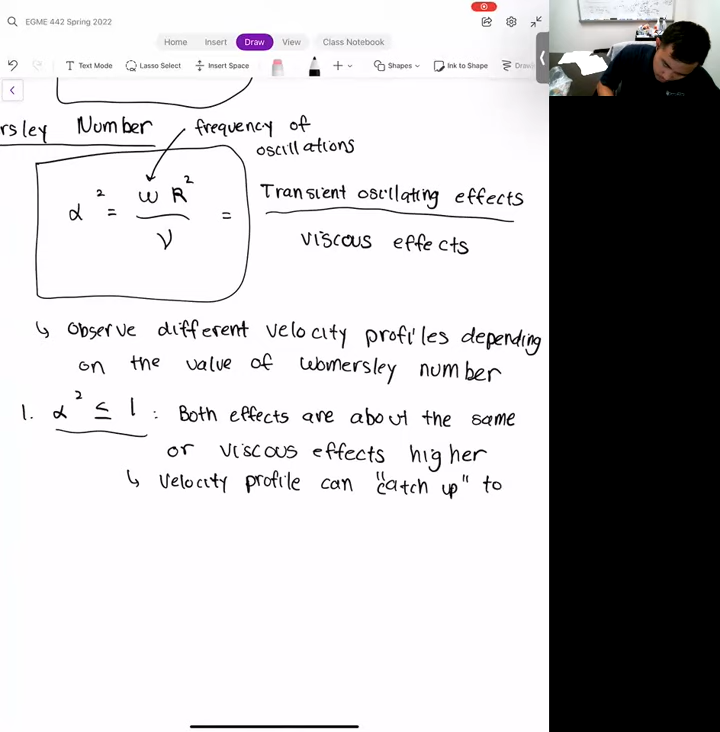 EGME 442 Spring 2022
Home Insert Draw View Class Notebook
Text Mode Lasso Select Insert Space Shapes Ink to Shape
rsley Number
frequency of
oscillations
α² = ωR² / ν = Transient oscillating effects / viscous effects
↳ Observe different velocity profiles depending
on the value of Womersley number
1. α² ≤ 1 : Both effects are about the same
or viscous effects higher
↳ velocity profile can "catch up" to